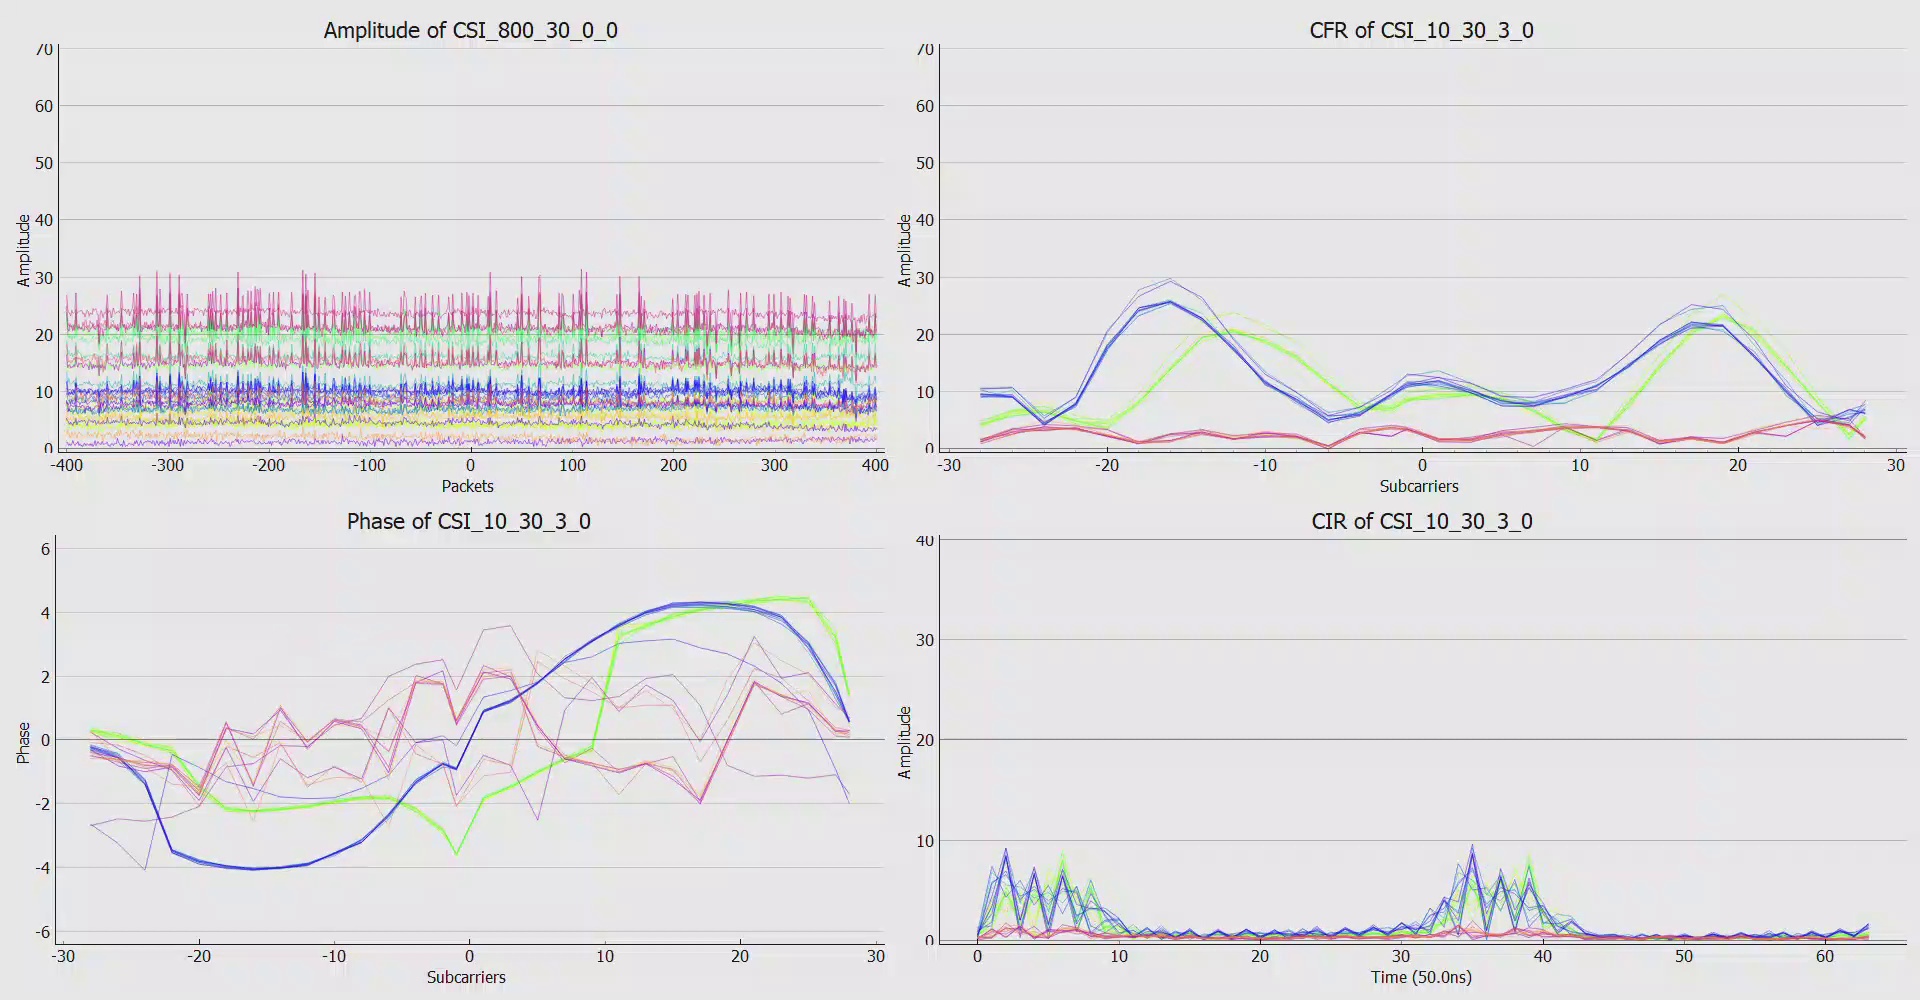 Amplitude of CSI_800_30_0_0
70
60
50
40
30
20
10
0
Amplitude
-400 -300 -200 -100 0 100 200 300 400
Packets
CFR of CSI_10_30_3_0
70
60
50
40
30
20
10
0
Amplitude
-30 -20 -10 0 10 20 30
Subcarriers
Phase of CSI_10_30_3_0
6
4
2
0
-2
-4
-6
Phase
-30 -20 -10 0 10 20 30
Subcarriers
CIR of CSI_10_30_3_0
40
30
20
10
0
Amplitude
0 10 20 30 40 50 60
Time (50.0ns)